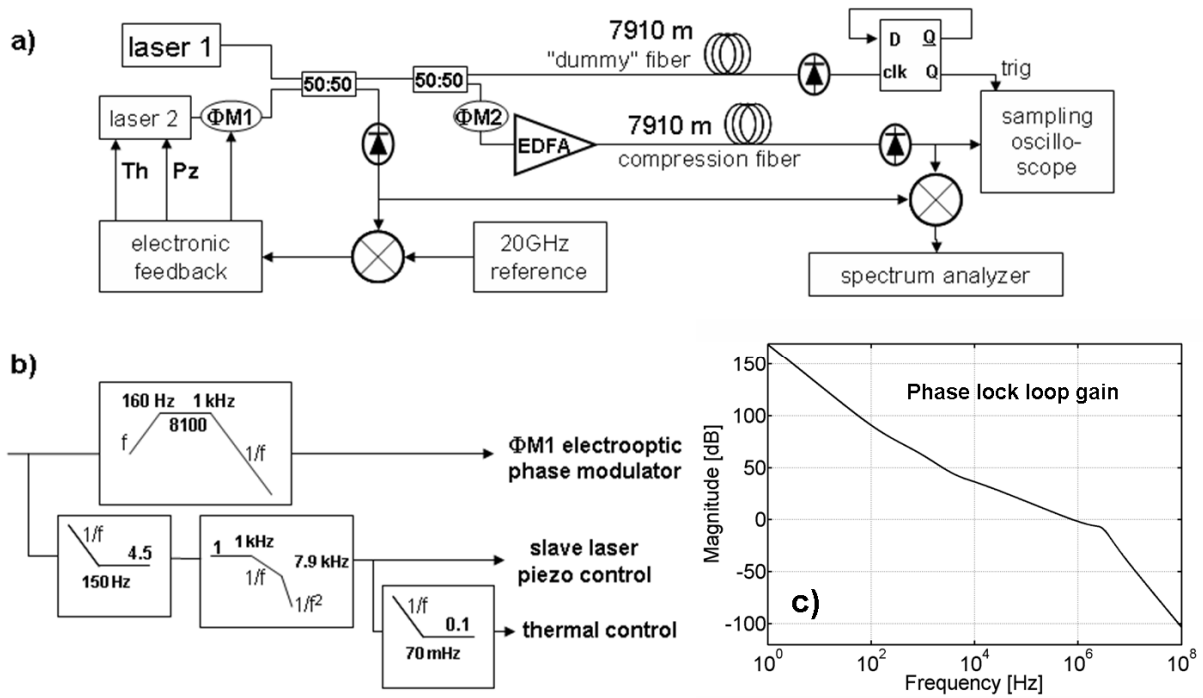 a)
laser 1
7910 m
"dummy" fiber
D Q
clk Q
trig
50:50
50:50
laser 2
ΦM1
ΦM2
EDFA
7910 m
compression fiber
sampling
oscillo-
scope
Th
Pz
electronic
feedback
20GHz
reference
spectrum analyzer
b)
160 Hz
1 kHz
8100
f
1/f
ΦM1 electrooptic
phase modulator
1/f
4.5
150 Hz
1
1 kHz
7.9 kHz
1/f
1/f²
slave laser
piezo control
1/f
0.1
70 mHz
thermal control
Phase lock loop gain
Magnitude [dB]
150
100
50
0
-50
-100
c)
10⁰
10²
10⁴
10⁶
10⁸
Frequency [Hz]